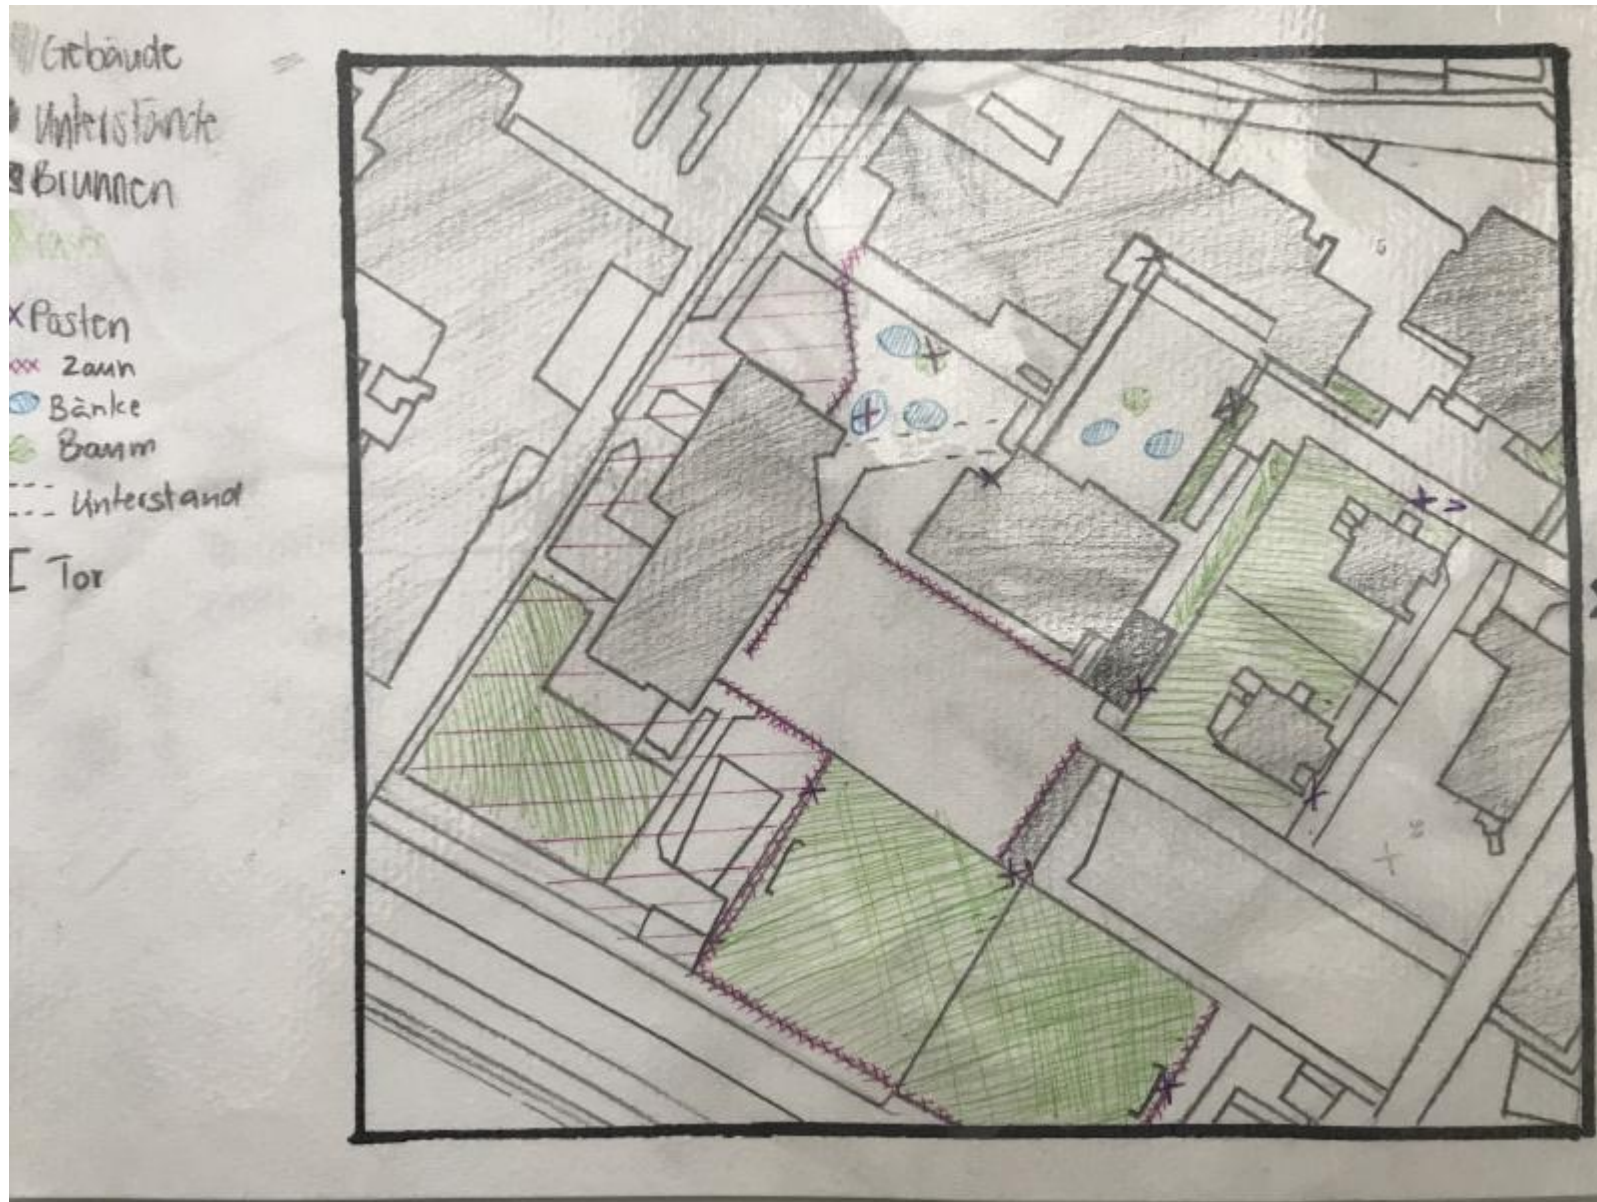 Gebäude
Unterstände
Brunnen
Posten
Zaun
Bänke
Baum
Unterstand
Tor